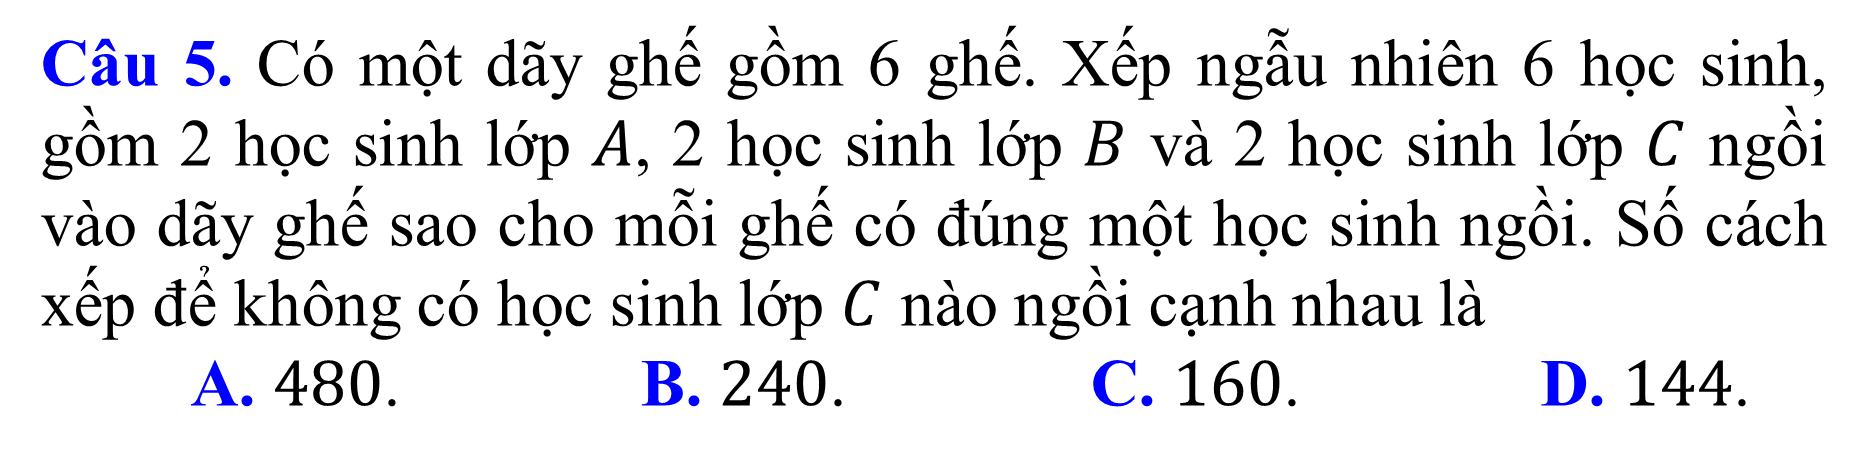 Câu 5. Có một dãy ghế gồm 6 ghế. Xếp ngẫu nhiên 6 học sinh,
gồm 2 học sinh lớp A, 2 học sinh lớp B và 2 học sinh lớp C ngồi
vào dãy ghế sao cho mỗi ghế có đúng một học sinh ngồi. Số cách
xếp để không có học sinh lớp C nào ngồi cạnh nhau là
A. 480. B. 240. C. 160. D. 144.